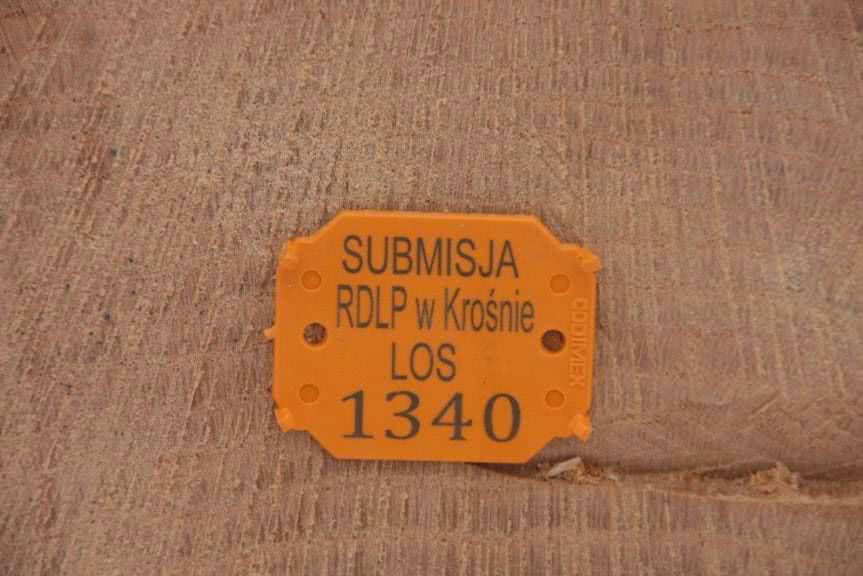 SUBMISJA
RDLP w Krośnie
LOS
1340
CODIMEX